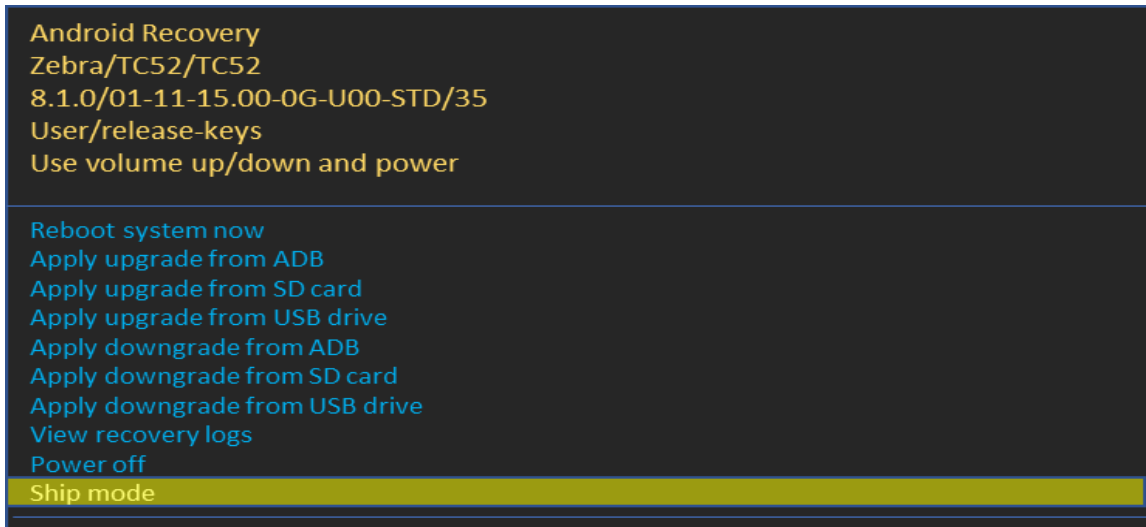 Android Recovery
Zebra/TC52/TC52
8.1.0/01-11-15.00-0G-U00-STD/35
User/release-keys
Use volume up/down and power
Reboot system now
Apply upgrade from ADB
Apply upgrade from SD card
Apply upgrade from USB drive
Apply downgrade from ADB
Apply downgrade from SD card
Apply downgrade from USB drive
View recovery logs
Power off
Ship mode